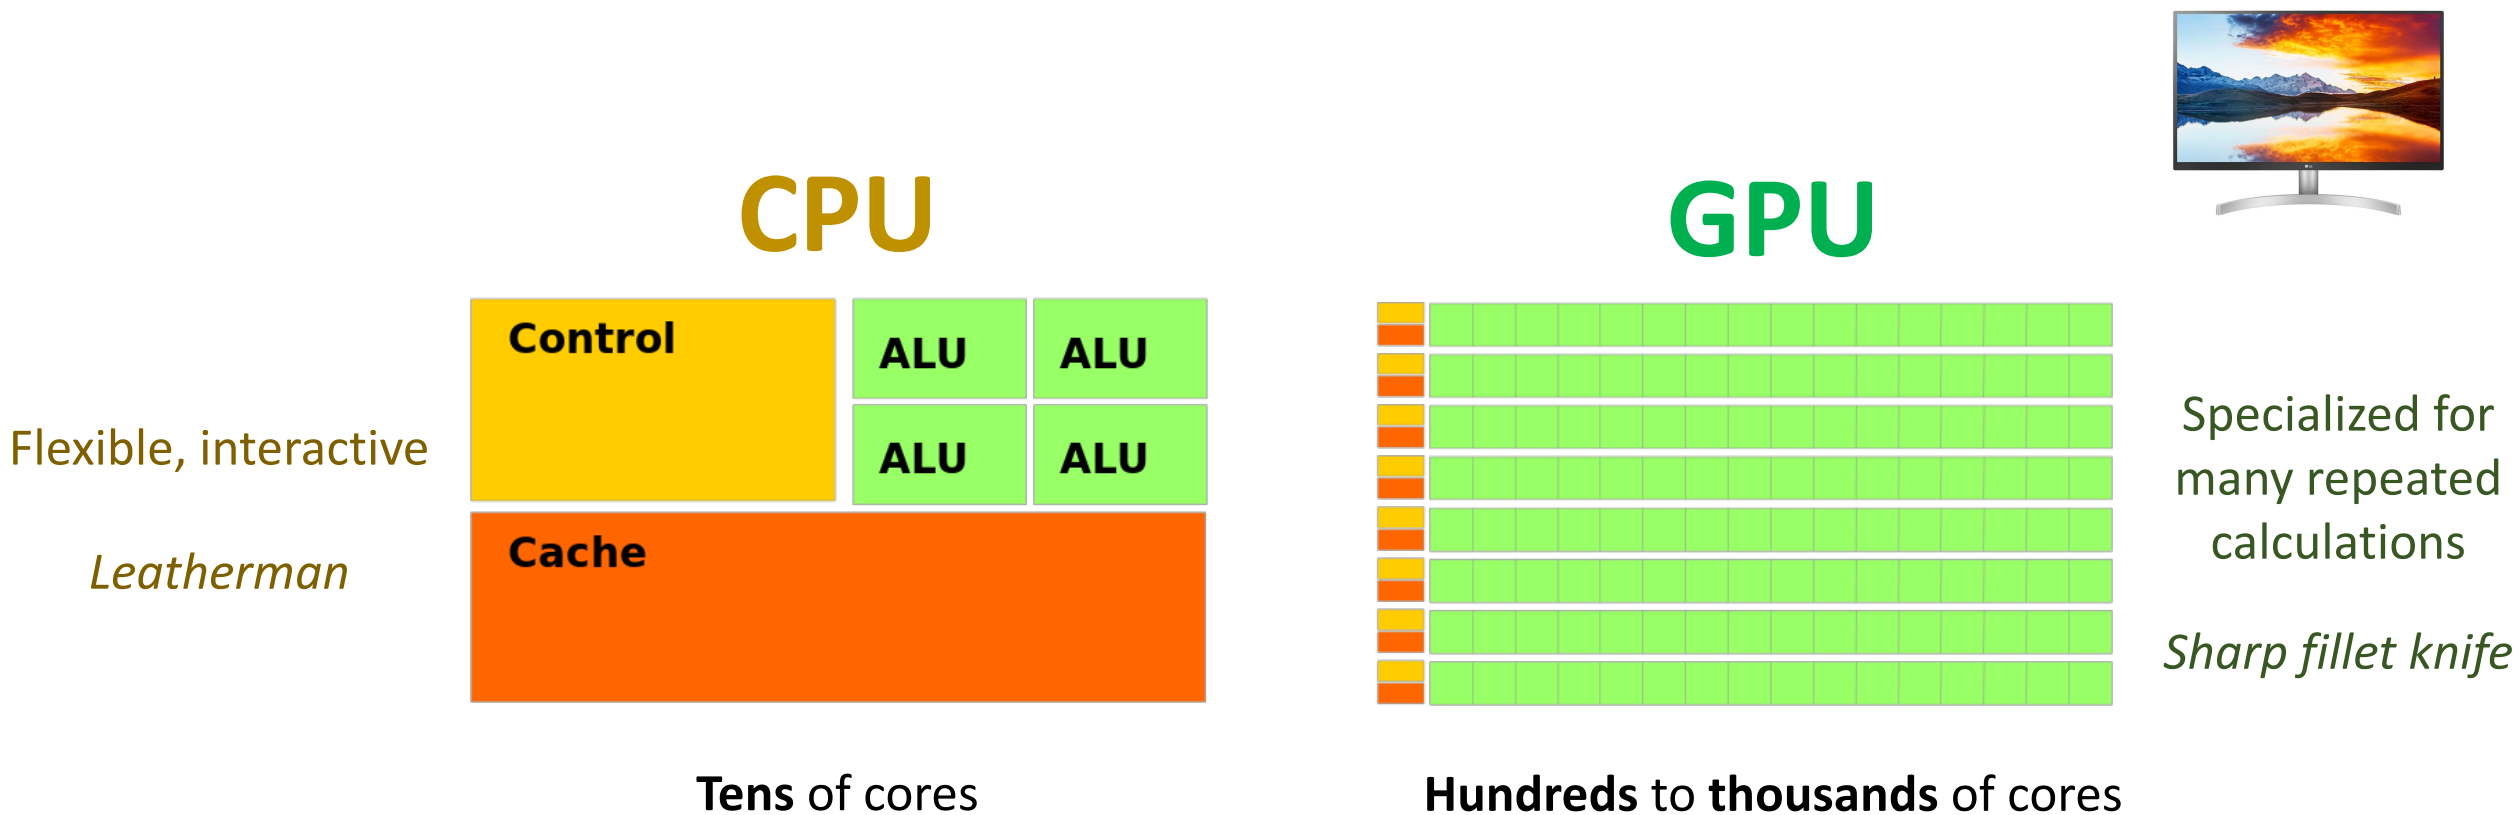 CPU
GPU
Control
ALU
ALU
ALU
ALU
Cache
Flexible, interactive
Leatherman
Specialized for
many repeated
calculations
Sharp fillet knife
Tens of cores
Hundreds to thousands of cores